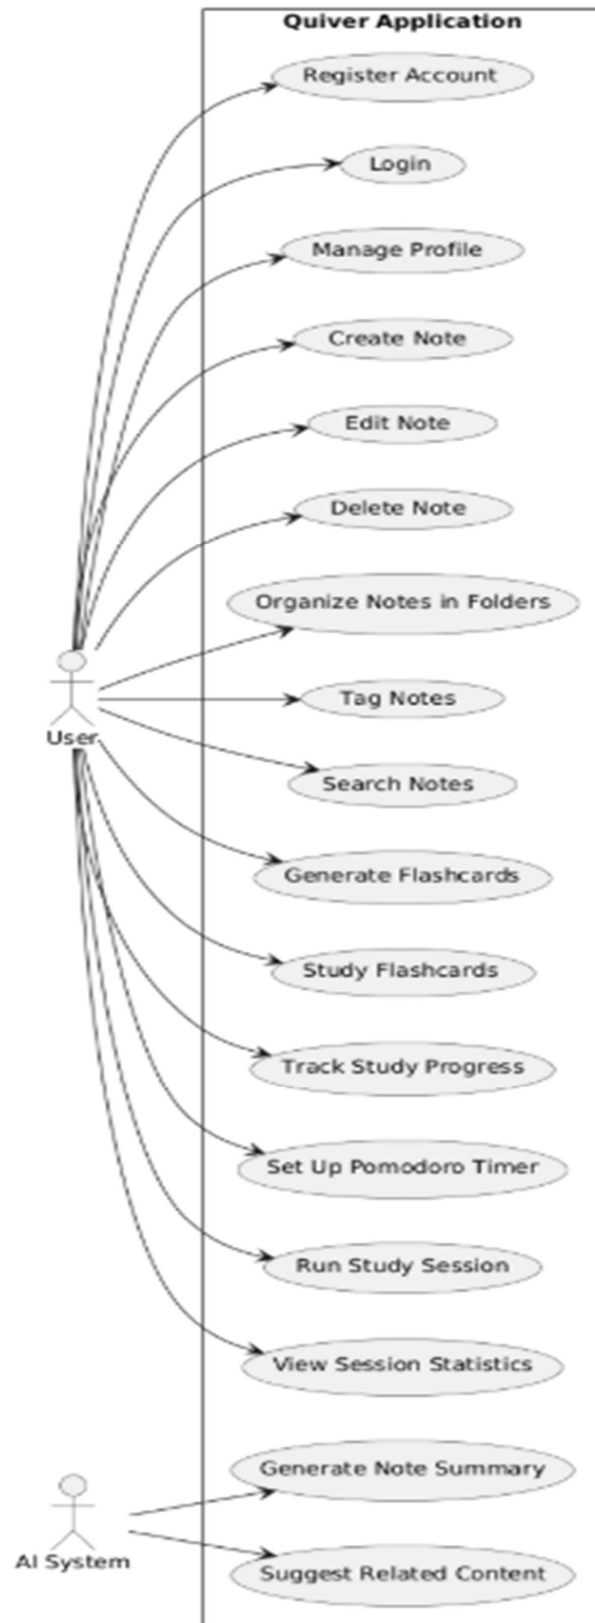 Quiver Application
Register Account
Login
Manage Profile
Create Note
Edit Note
Delete Note
Organize Notes in Folders
Tag Notes
User
Search Notes
Generate Flashcards
Study Flashcards
Track Study Progress
Set Up Pomodoro Timer
Run Study Session
View Session Statistics
Generate Note Summary
AI System
Suggest Related Content